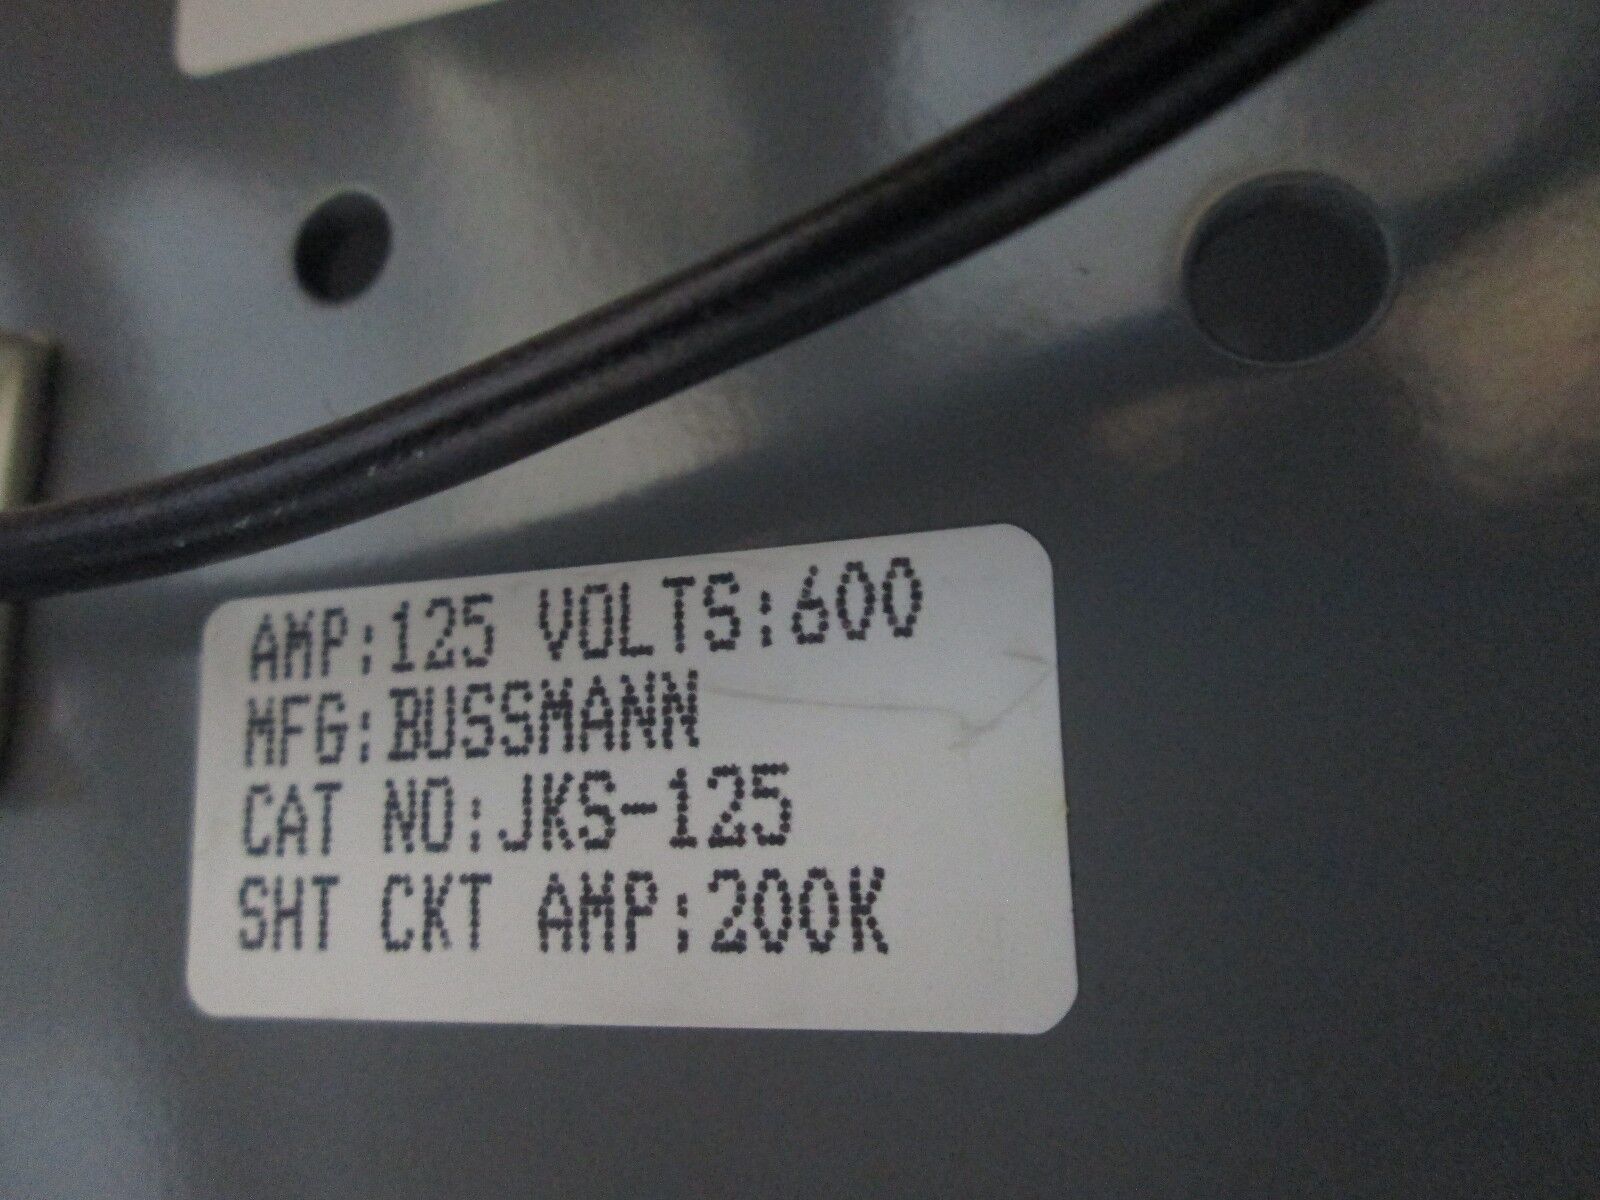 AMP:125 VOLTS:600
MFG:BUSSMANN
CAT NO:JKS-125
SHT CKT AMP:200K